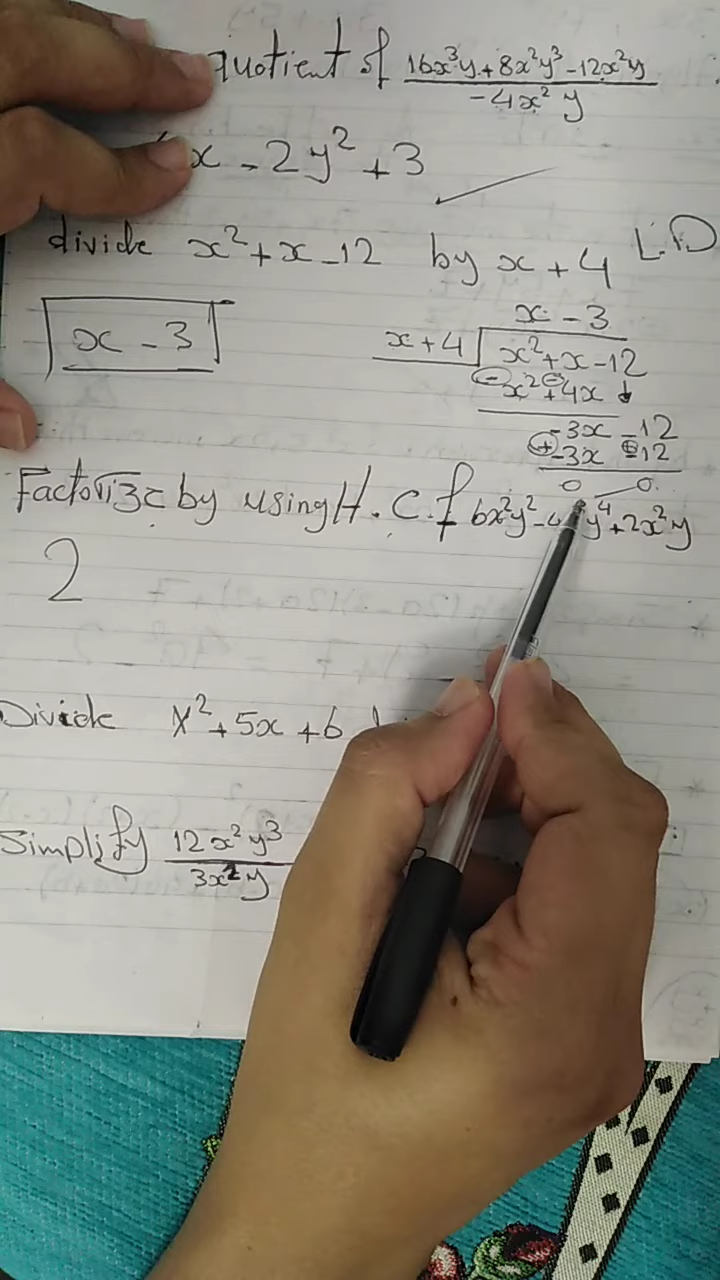 quotient of (16x³y + 8x²y³ - 12x²y) / (-4x²y)
x - 2y² + 3
divide x² + x - 12 by x + 4 L.D
x - 3
x - 3
x + 4 x² + x - 12
x² + 4x
-3x - 12
-3x - 12
0 0
Factorize by using H.C.f 6x²y² - 4 y⁴ + 2x²y
2
Divide x² + 5x + 6
Simplify 12x²y³ / 3x²y